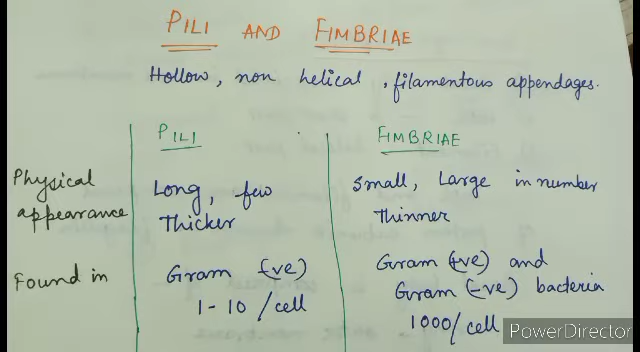 PILI AND FIMBRIAE
Hollow, non helical, filamentous appendages.
PILI
FIMBRIAE
Physical appearance
Long, few
Thicker
Small, Large in number
Thinner
Found in
Gram (-ve)
1-10/cell
Gram (+ve) and
Gram (-ve) bacteria
1000/cell
PowerDirector